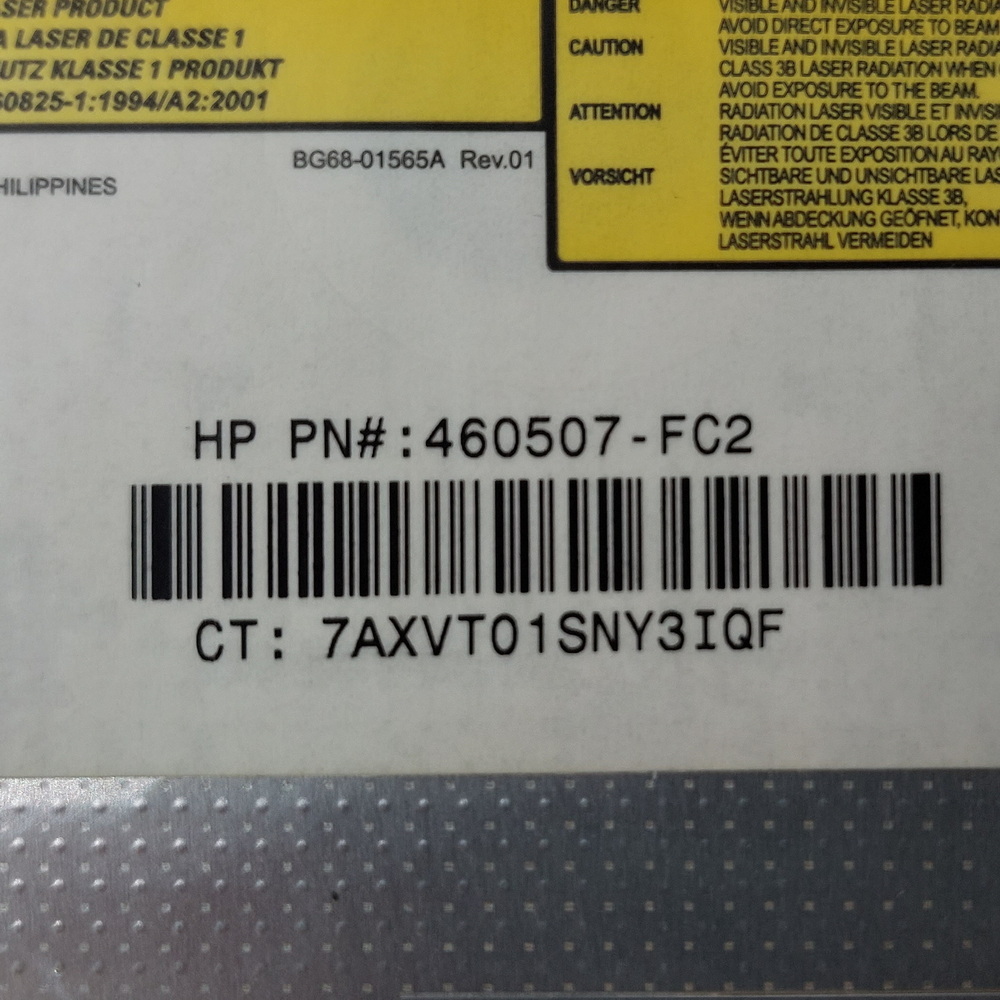 ASER PRODUCT
A LASER DE CLASSE 1
UTZ KLASSE 1 PRODUKT
60825-1:1994/A2:2001
BG68-01565A Rev.01
HILIPPINES
DANGER VISIBLE AND INVISIBLE LASER RADIA
AVOID DIRECT EXPOSURE TO BEAM
CAUTION VISIBLE AND INVISIBLE LASER RADIA
CLASS 3B LASER RADIATION WHEN
AVOID EXPOSURE TO THE BEAM.
ATTENTION RADIATION LASER VISIBLE ET INVIS
RADIATION DE CLASSE 3B LORS DE
ÉVITER TOUTE EXPOSITION AU RAY
VORSICHT SICHTBARE UND UNSICHTBARE LAS
LASERSTRAHLUNG KLASSE 3B,
WENN ABDECKUNG GEÖFNET, KON
LASERSTRAHL VERMEIDEN
HP PN#:460507-FC2
CT: 7AXVT01SNY3IQF